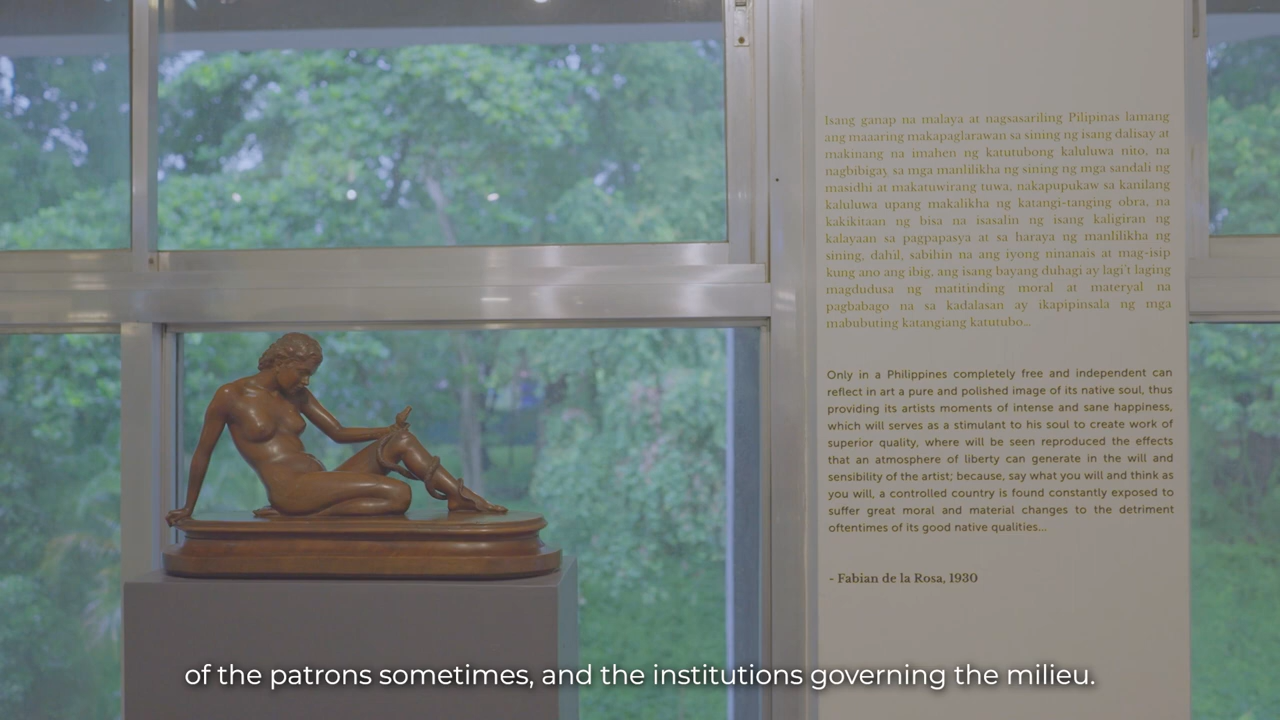 Isang ganap na malaya at nagsasariling Pilipinas lamang
ang maaaring makapaglarawan sa sining ng isang dalisay at
makinang na imahen ng katutubong kaluluwa nito, na
nagbibigay sa mga manlilikha ng sining ng mga sandali ng
masidhi at makatuwirang tuwa, nakapupukaw sa kanilang
kaluluwa upang makalikha ng katangi-tanging obra, na
kakikitaan ng bisa na isasalin ng isang kaligiran ng
kalayaan sa pagpapasya at sa haraya ng manlilikha ng
sining, dahil, sabihin na ang iyong ninanais at mag-isip
kung ano ang ibig, ang isang bayang duhagi ay lagi't laging
magdudusa ng matitinding moral at materyal na
pagbabago na sa kadalasan ay ikapipinsala ng mga
mabubuting katangiang katutubo...
Only in a Philippines completely free and independent can
reflect in art a pure and polished image of its native soul, thus
providing its artists moments of intense and sane happiness,
which will serves as a stimulant to his soul to create work of
superior quality, where will be seen reproduced the effects
that an atmosphere of liberty can generate in the will and
sensibility of the artist; because, say what you will and think as
you will, a controlled country is found constantly exposed to
suffer great moral and material changes to the detriment
oftentimes of its good native qualities...
- Fabian de la Rosa, 1930
of the patrons sometimes, and the institutions governing the milieu.